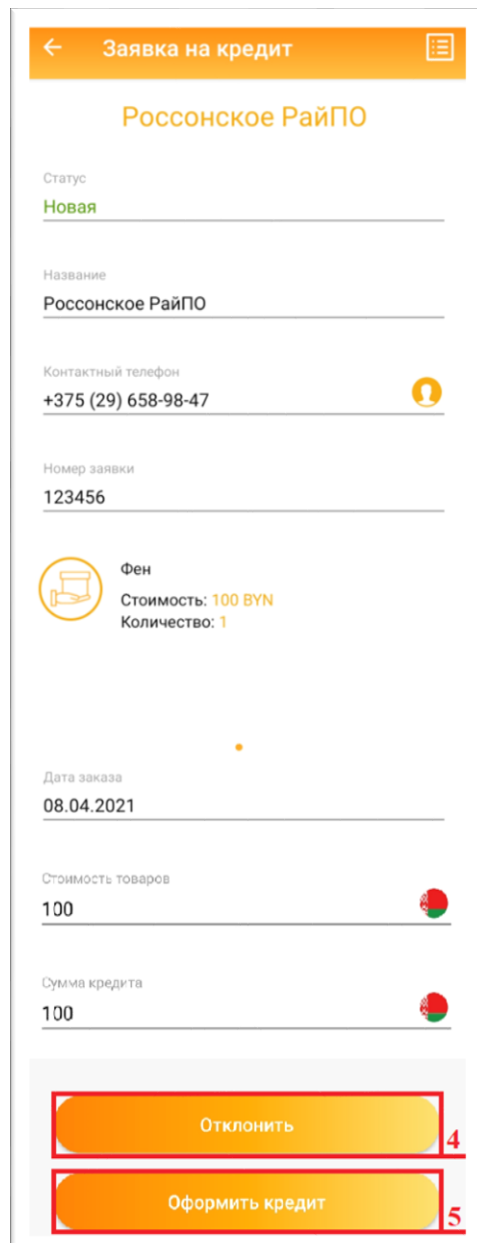 Заявка на кредит
Россонское РайПО
Статус
Новая
Название
Россонское РайПО
Контактный телефон
+375 (29) 658-98-47
Номер заявки
123456
Фен
Стоимость: 100 BYN
Количество: 1
Дата заказа
08.04.2021
Стоимость товаров
100
Сумма кредита
100
Отклонить
4
Оформить кредит
5